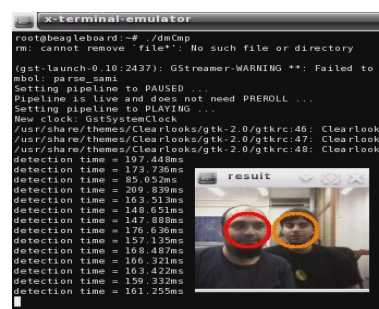 x-terminal-emulator
root@beagleboard:~# ./dmCmp
rm: cannot remove `file*': No such file or directory
(gst-launch-0.10:2437): GStreamer-WARNING **: Failed to
mbol: parse_sami
Setting pipeline to PAUSED ...
Pipeline is live and does not need PREROLL ...
Setting pipeline to PLAYING ...
New clock: GstSystemClock
/usr/share/themes/Clearlooks/gtk-2.0/gtkrc:46: Clearlook
/usr/share/themes/Clearlooks/gtk-2.0/gtkrc:47: Clearlook
/usr/share/themes/Clearlooks/gtk-2.0/gtkrc:48: Clearlook
detection time = 197.448ms
detection time = 173.736ms
detection time = 85.052ms
detection time = 209.839ms
detection time = 163.513ms
detection time = 148.651ms
detection time = 147.888ms
detection time = 176.636ms
detection time = 157.135ms
detection time = 168.487ms
detection time = 166.321ms
detection time = 163.422ms
detection time = 159.332ms
detection time = 161.255ms
result